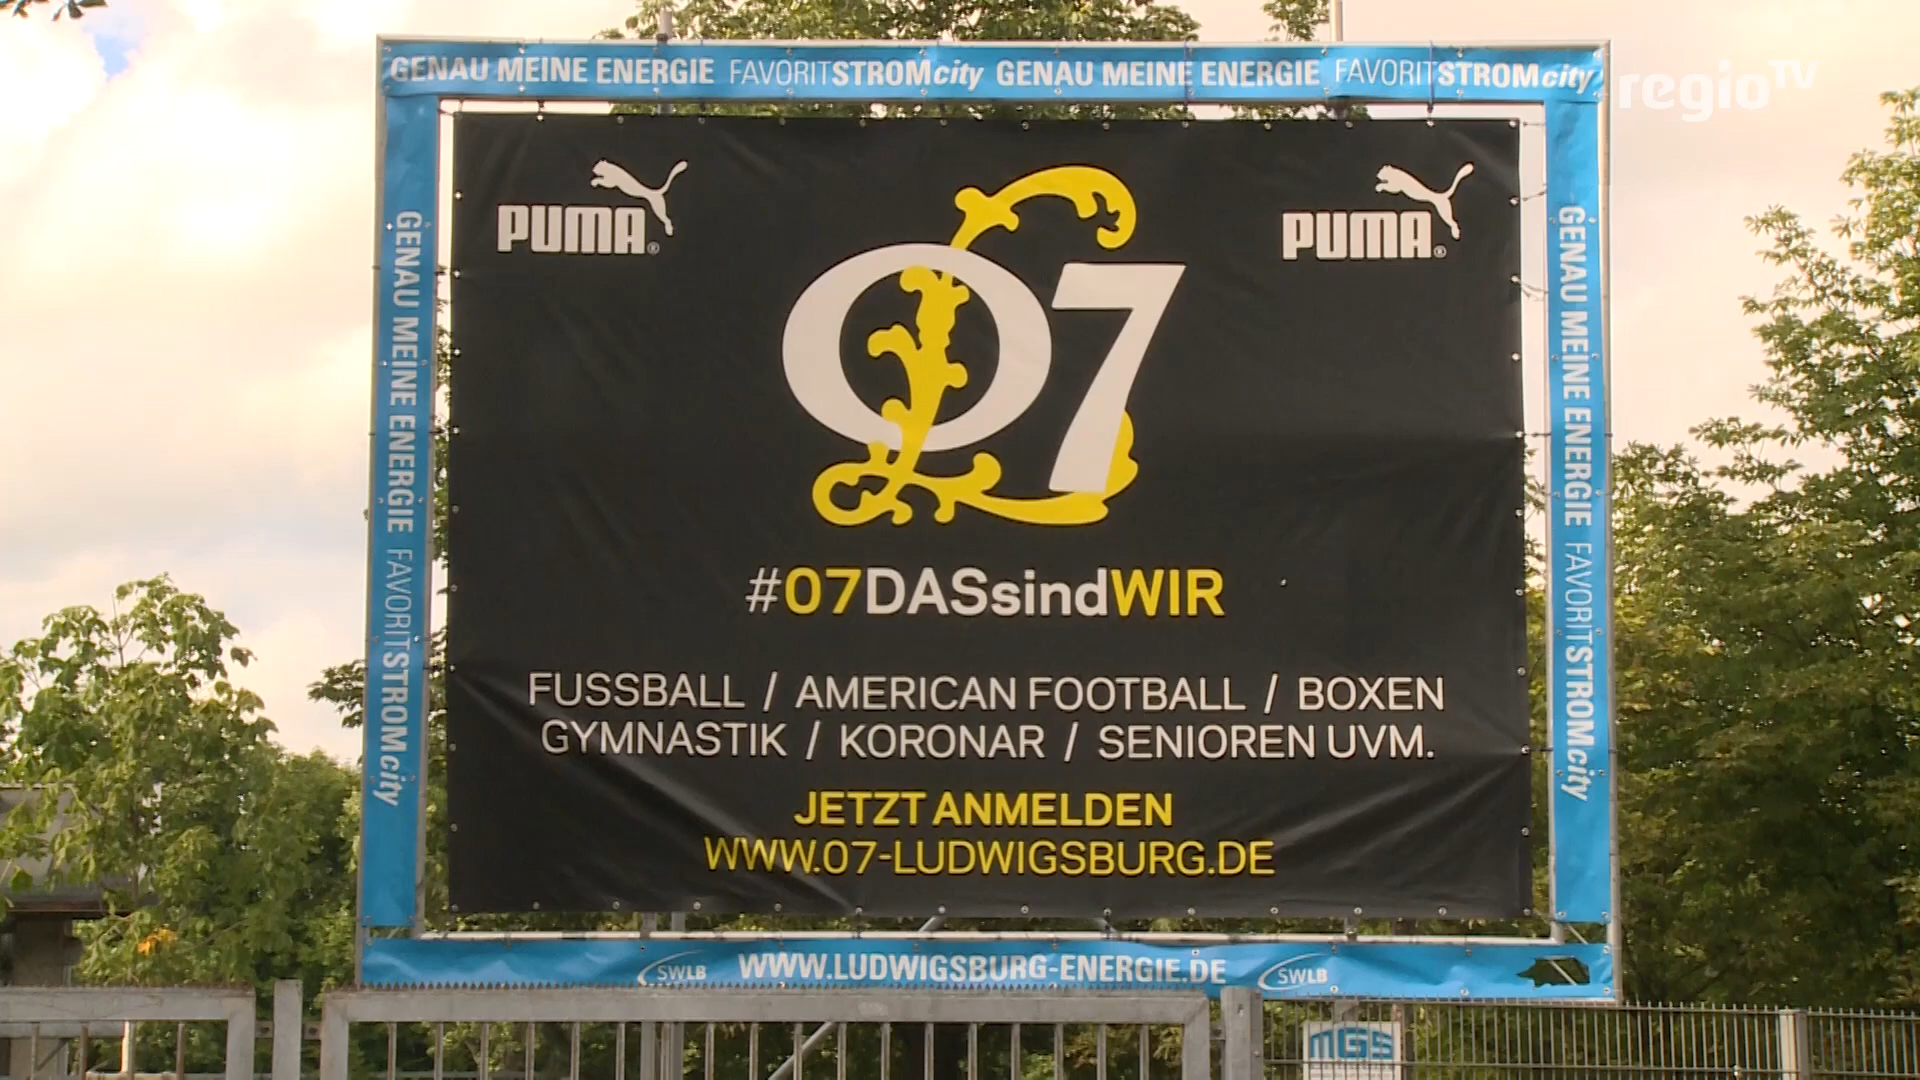 GENAU MEINE ENERGIE FAVORITSTROMcity GENAU MEINE ENERGIE FAVORITSTROMcity
regioTV
GENAU MEINE ENERGIE FAVORITSTROMcity
PUMA®
PUMA®
07
#07DASsindWIR
FUSSBALL / AMERICAN FOOTBALL / BOXEN
GYMNASTIK / KORONAR / SENIOREN UVM.
JETZT ANMELDEN
WWW.07-LUDWIGSBURG.DE
GENAU MEINE ENERGIE FAVORITSTROMcity
SWLB WWW.LUDWIGSBURG-ENERGIE.DE SWLB
MGS